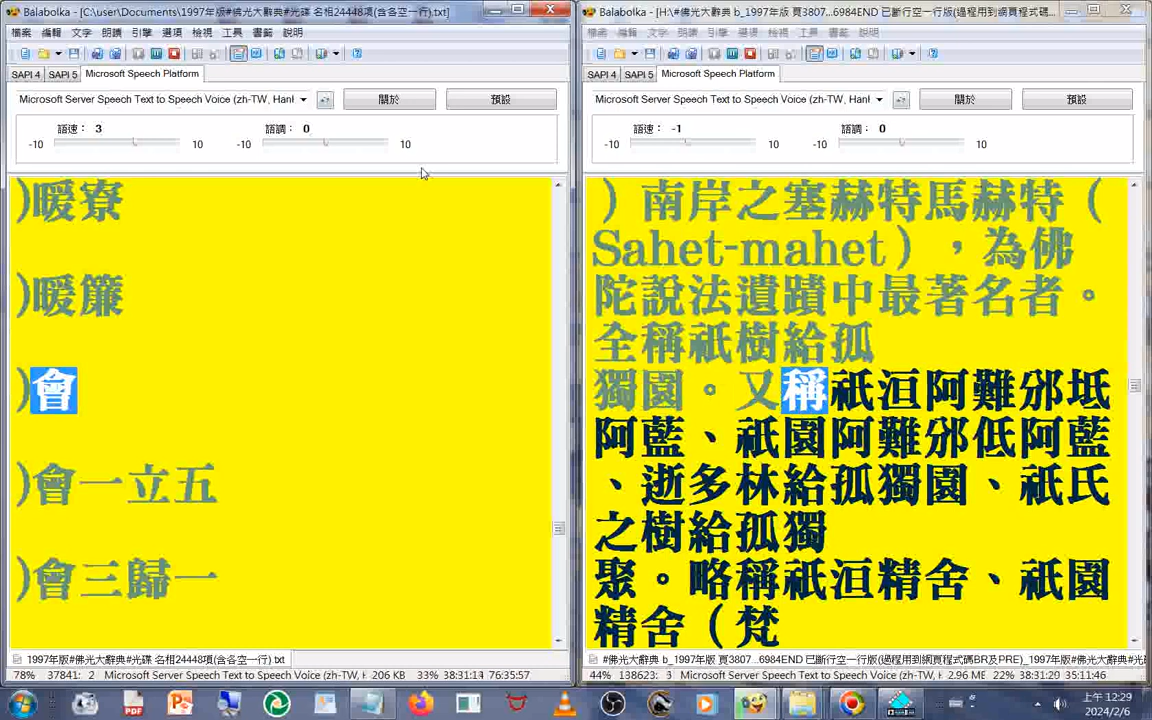 Balabolka - [C:\user\Documents\1997年版#佛光大辭典#光碟 名相24448項(含各空一行).txt]
檔案 編輯 文字 朗讀 引擎 選項 檢視 工具 書籤 說明
SAPI 4 SAPI 5 Microsoft Speech Platform
Microsoft Server Speech Text to Speech Voice (zh-TW, Hanl
關於
預設
語速： 3
語調： 0
-10 10 -10 10
)暖寮
)暖簾
)會
)會一立五
)會三歸一
1997年版#佛光大辭典#光碟 名相24448項(含各空一行).txt
78% 37841: 2 Microsoft Server Speech Text to Speech Voice (zh-TW, H 206 KB 33% 38:31:14 76:35:57
Balabolka - [H:\#佛光大辭典 b_1997年版 頁3807...6984END 已斷行空一行版(過程用到網頁程式碼...
檔案 編輯 文字 朗讀 引擎 選項 檢視 工具 書籤 說明
SAPI 4 SAPI 5 Microsoft Speech Platform
Microsoft Server Speech Text to Speech Voice (zh-TW, Hanl
關於
預設
語速： -1
語調： 0
-10 10 -10 10
）南岸之塞赫特馬赫特（
Sahet-mahet），為佛
陀說法遺蹟中最著名者。
全稱祇樹給孤
獨園。又稱祇洹阿難邠坻
阿藍、祇園阿難邠低阿藍
、逝多林給孤獨園、祇氏
之樹給孤獨
聚。略稱祇洹精舍、祇園
精舍（梵
#佛光大辭典 b_1997年版 頁3807...6984END 已斷行空一行版(過程用到網頁程式碼BR及PRE)_1997年版#光
44% 138623: Microsoft Server Speech Text to Speech Voice (zh-TW, H 2.96 ME 22% 38:31:20 35:11:46
上午 12:29
2024/2/6